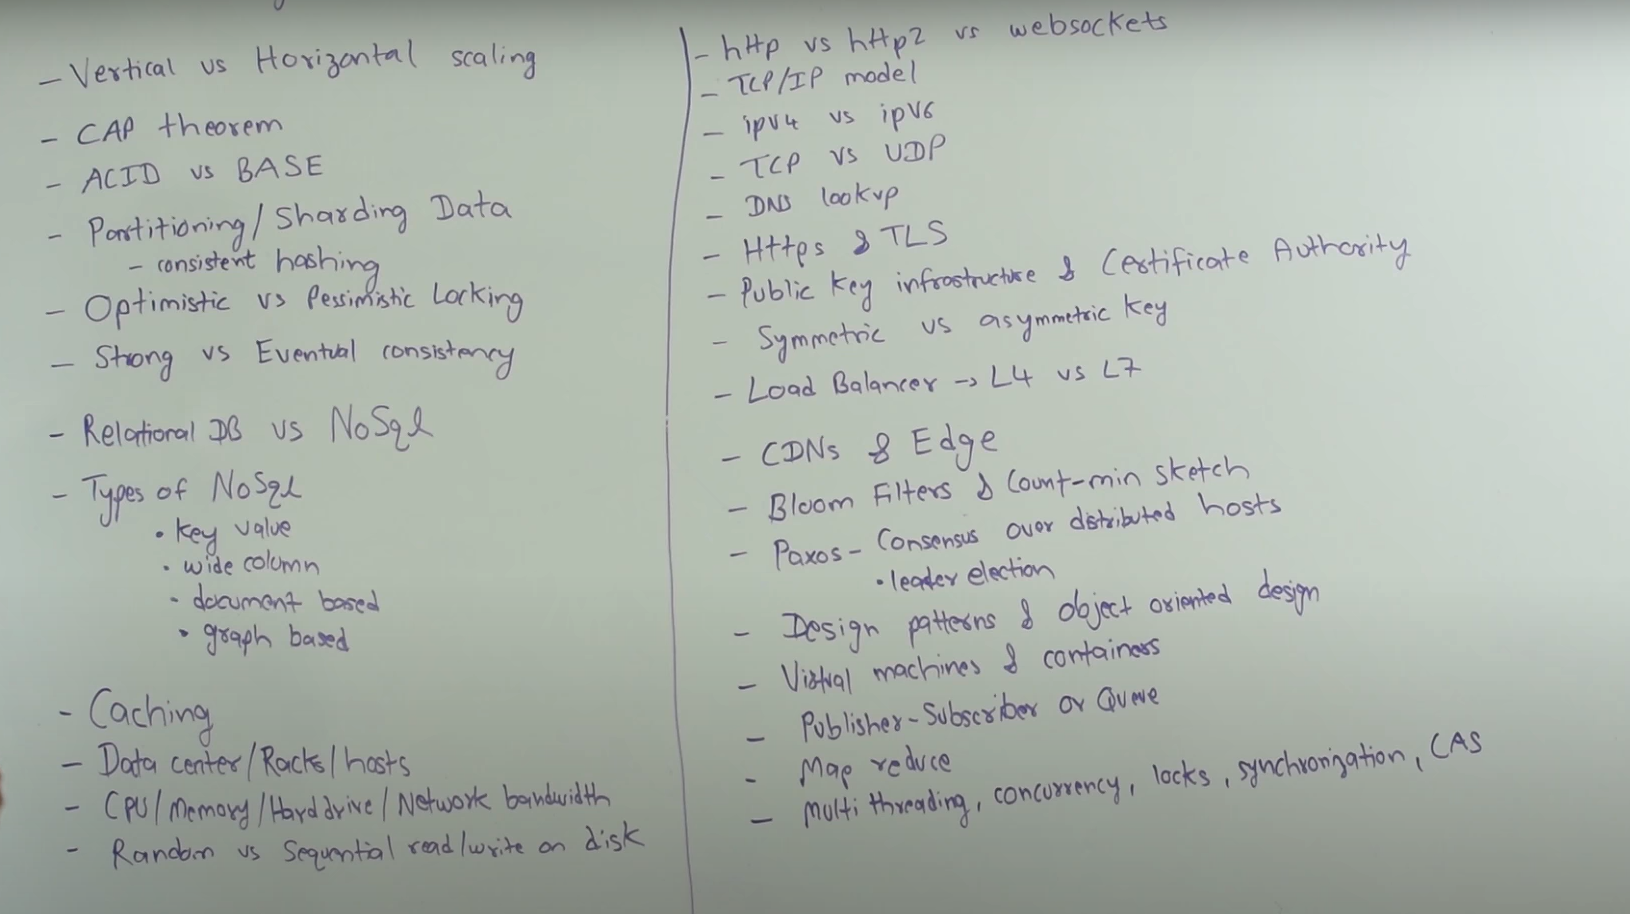 - Vertical vs Horizontal scaling
- CAP theorem
- ACID vs BASE
- Partitioning/Sharding Data
- consistent hashing
- Optimistic vs Pessimistic Locking
- Strong vs Eventual consistency
- Relational DB vs NoSql
- Types of NoSql
• key value
• wide column
• document based
• graph based
- Caching
- Data center/Racks/hosts
- CPU/Memory/Hard drive/Network bandwidth
- Random vs Sequential read/write on disk
- http vs http2 vs websockets
- TCP/IP model
- ipv4 vs ipv6
- TCP vs UDP
- DNS lookup
- Https & TLS
- Public key infrastructure & Certificate Authority
- Symmetric vs asymmetric key
- Load Balancer → L4 vs L7
- CDNs & Edge
- Bloom Filters & Count-min sketch
- Paxos - Consensus over distributed hosts
• leader election
- Design patterns & object oriented design
- Virtual machines & containers
- Publisher-Subscriber or Queue
- Map reduce
- Multi threading, concurrency, locks, synchronization, CAS